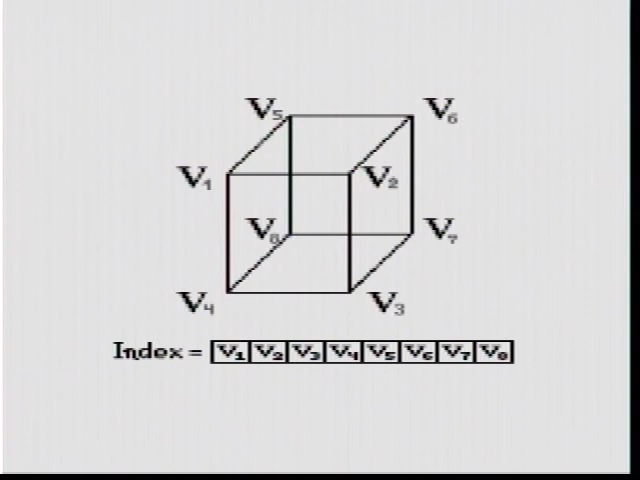 V₅ V₆
V₁ V₂
V₈ V₇
V₄ V₃
Index = V₁ V₂ V₃ V₄ V₅ V₆ V₇ V₈